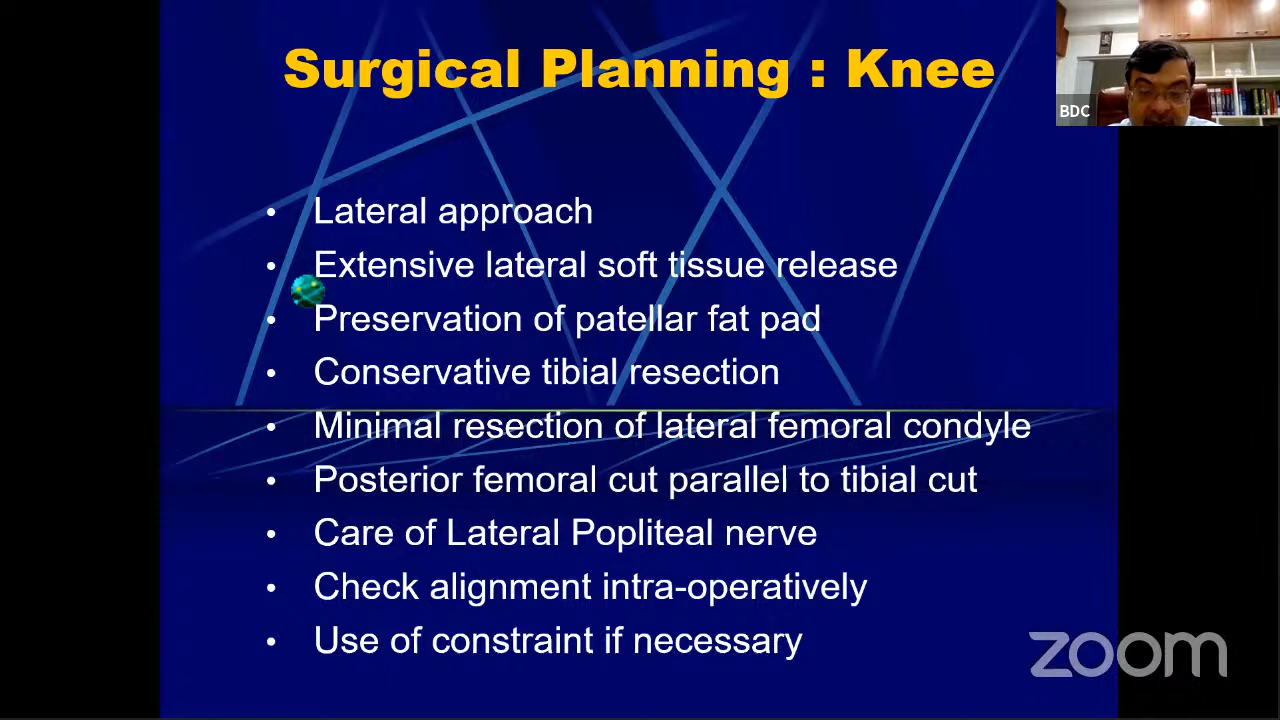 Surgical Planning : Knee
BDC
• Lateral approach
• Extensive lateral soft tissue release
• Preservation of patellar fat pad
• Conservative tibial resection
• Minimal resection of lateral femoral condyle
• Posterior femoral cut parallel to tibial cut
• Care of Lateral Popliteal nerve
• Check alignment intra-operatively
• Use of constraint if necessary
zoom